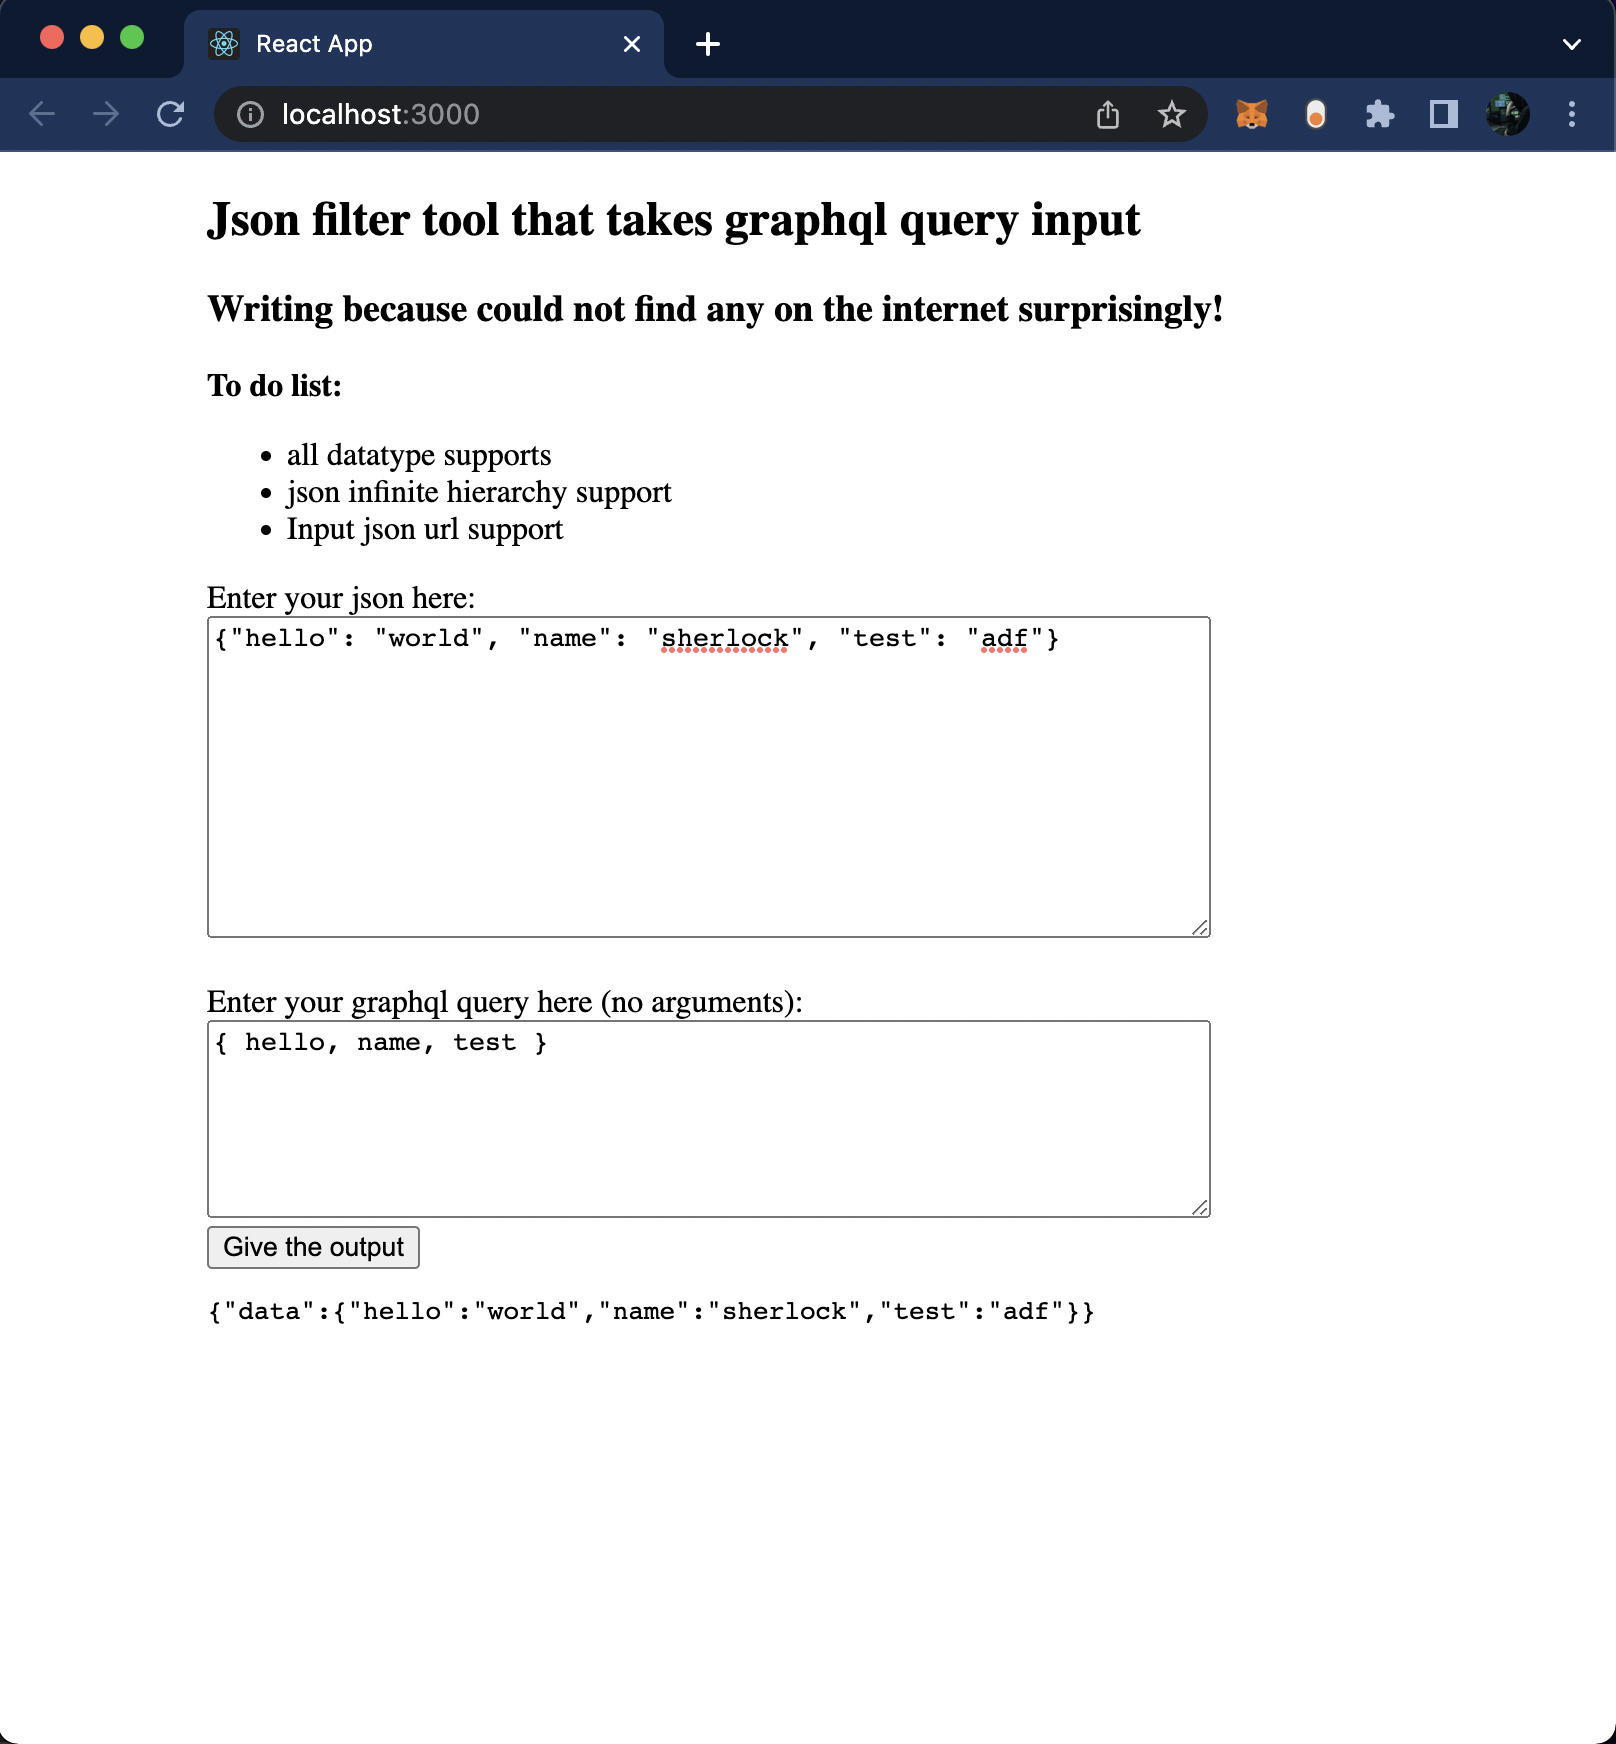 React App
localhost:3000
Json filter tool that takes graphql query input
Writing because could not find any on the internet surprisingly!
To do list:
all datatype supports
json infinite hierarchy support
Input json url support
Enter your json here:
{"hello": "world", "name": "sherlock", "test": "adf"}
Enter your graphql query here (no arguments):
{ hello, name, test }
Give the output
{"data":{"hello":"world","name":"sherlock","test":"adf"}}